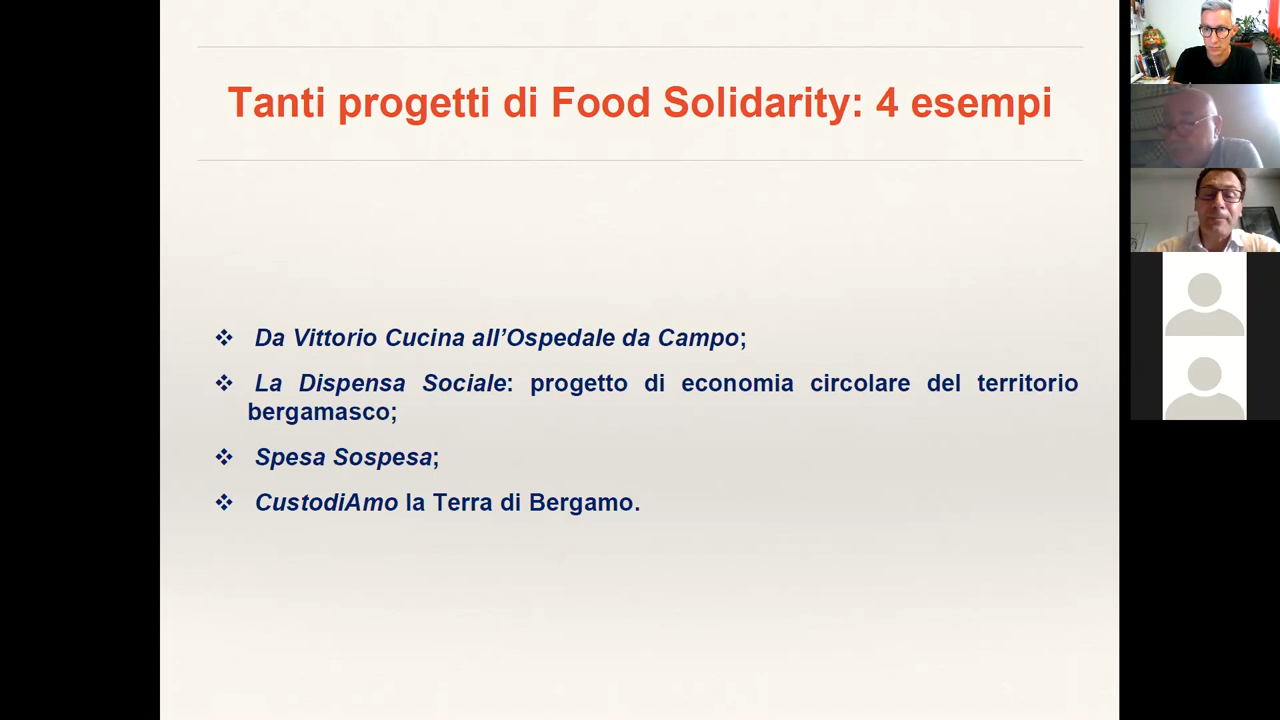 Tanti progetti di Food Solidarity: 4 esempi
❖ Da Vittorio Cucina all’Ospedale da Campo;
❖ La Dispensa Sociale: progetto di economia circolare del territorio
bergamasco;
❖ Spesa Sospesa;
❖ CustodiAmo la Terra di Bergamo.